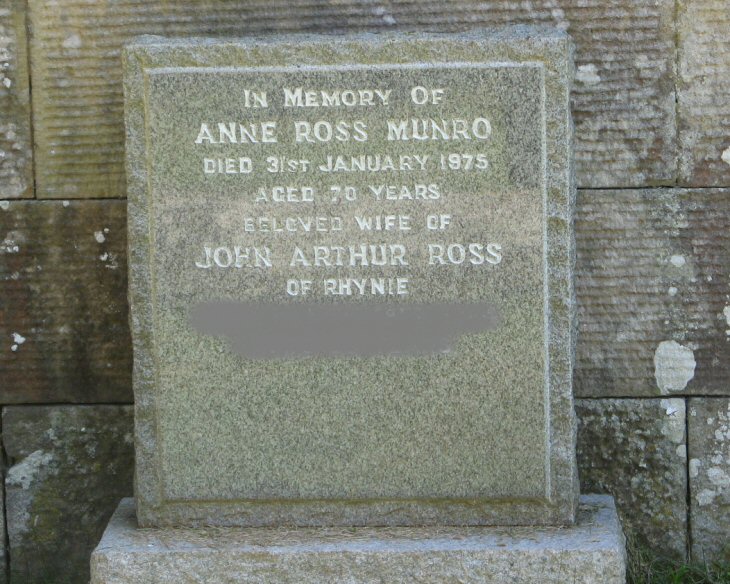 In Memory Of
ANNE ROSS MUNRO
DIED 31ST JANUARY 1975
AGED 70 YEARS
BELOVED WIFE OF
JOHN ARTHUR ROSS
OF RHYNIE